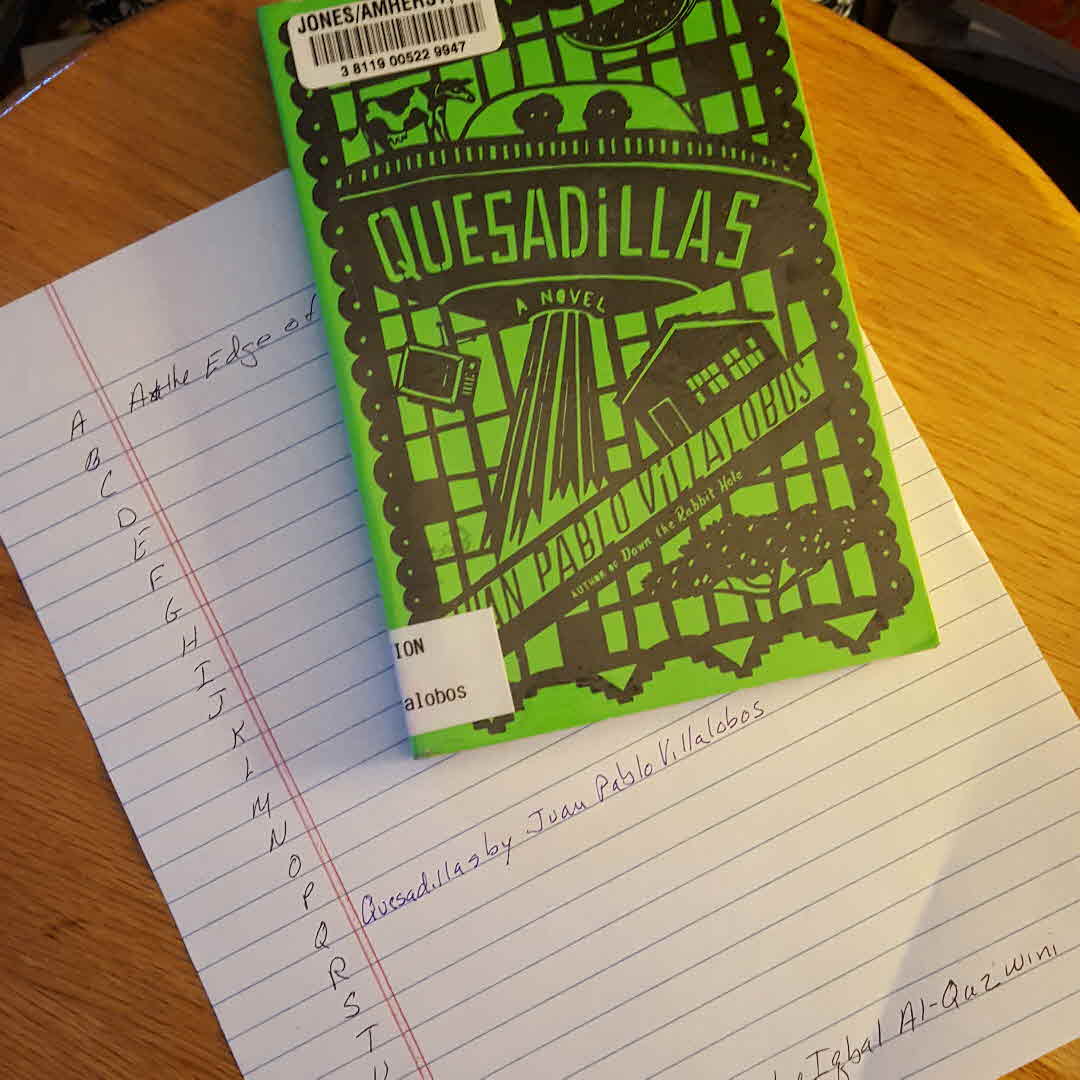 JONES/AMHERST,
3 8119 00522 9947
QUESADiLLAS
A NOVEL
JUAN PABLO VILLALOBOS
AUTHOR OF Down the Rabbit Hole
ION
alobos
A At the Edge of
B
C
D
E
F
G
H
I
J
K
L
M
N
O
P
Q Quesadillas by Juan Pablo Villalobos
R
S
T
U
Iqbal Al-Qazwini